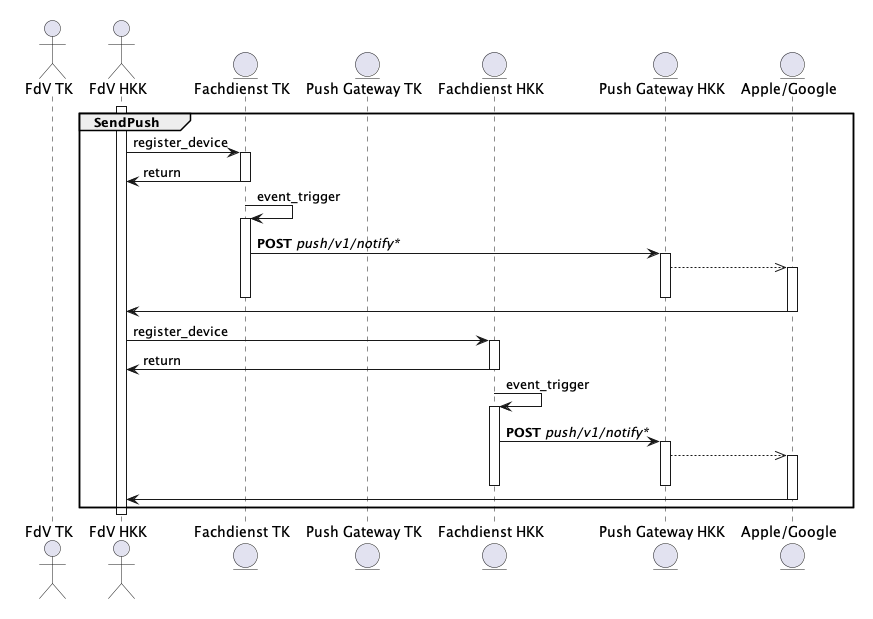 FdV TK FdV HKK Fachdienst TK Push Gateway TK Fachdienst HKK Push Gateway HKK Apple/Google
SendPush
register_device
return
event_trigger
POST push/v1/notify*
register_device
return
event_trigger
POST push/v1/notify*
FdV TK FdV HKK Fachdienst TK Push Gateway TK Fachdienst HKK Push Gateway HKK Apple/Google